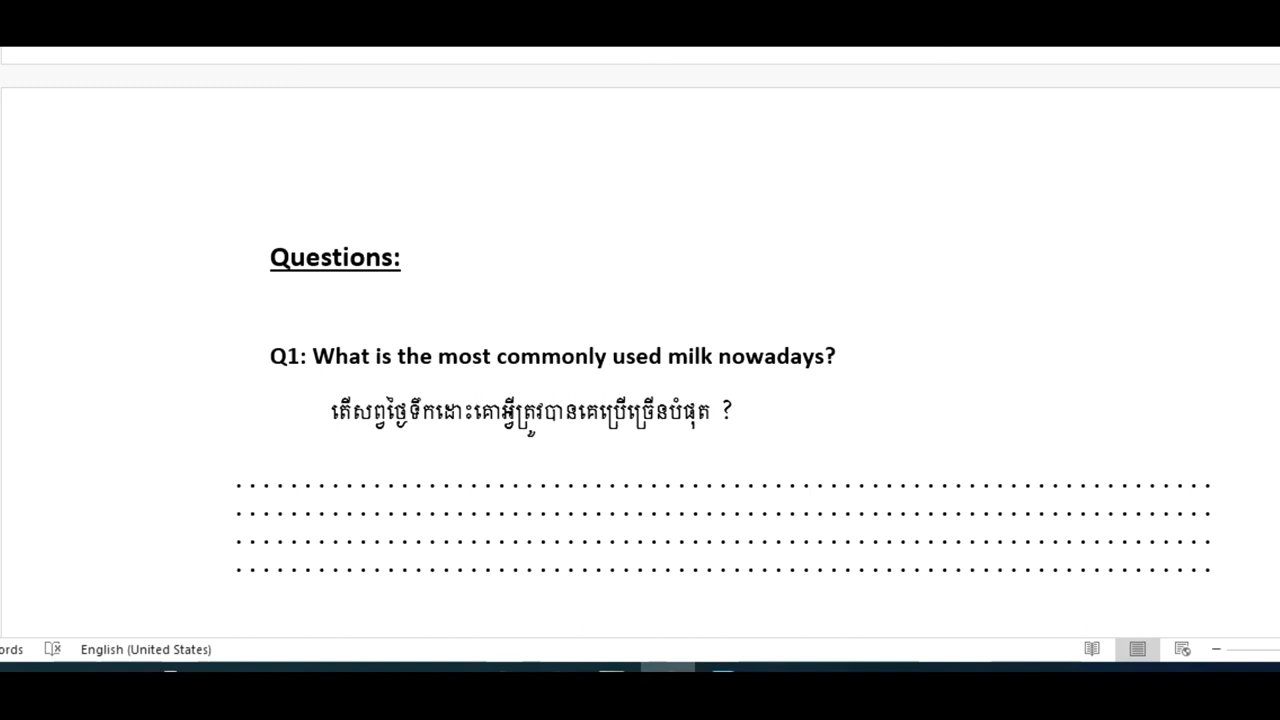 Questions:
Q1: What is the most commonly used milk nowadays?
តើសព្វថ្ងៃទឹកដោះគោអ្វីត្រូវបានគេប្រើច្រើនបំផុត ?
. . . . . . . . . . . . . . . . . . . . . . . . . . . . . . . . . . . . . . . . . . . . . . . . . . . . . . . . . . . . . . . . . . . . . . .
. . . . . . . . . . . . . . . . . . . . . . . . . . . . . . . . . . . . . . . . . . . . . . . . . . . . . . . . . . . . . . . . . . . . . . .
. . . . . . . . . . . . . . . . . . . . . . . . . . . . . . . . . . . . . . . . . . . . . . . . . . . . . . . . . . . . . . . . . . . . . . .
. . . . . . . . . . . . . . . . . . . . . . . . . . . . . . . . . . . . . . . . . . . . . . . . . . . . . . . . . . . . . . . . . . . . . . .
ords English (United States)